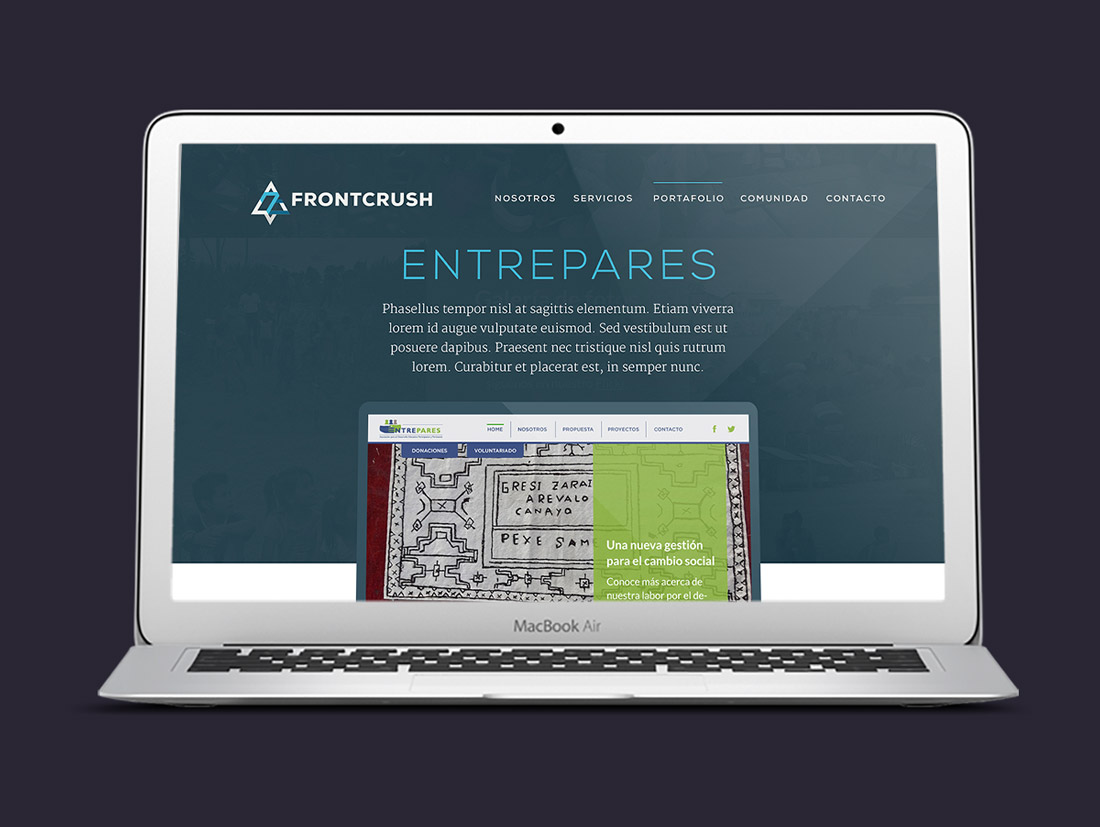 FRONTCRUSH
NOSOTROS SERVICIOS PORTAFOLIO COMUNIDAD CONTACTO
ENTREPARES
Phasellus tempor nisl at sagittis elementum. Etiam viverra
lorem id augue vulputate euismod. Sed vestibulum est ut
posuere dapibus. Praesent nec tristique nisl quis rutrum
lorem. Curabitur et placerat est, in semper nunc.
ENTREPARES
HOME NOSOTROS PROPUESTA PROYECTOS CONTACTO
DONACIONES VOLUNTARIADO
GRESI ZARAI
AREVALO
CANAYO
PEXE SAM
Una nueva gestión
para el cambio social
Conoce más acerca de
nuestra labor por el de-
MacBook Air